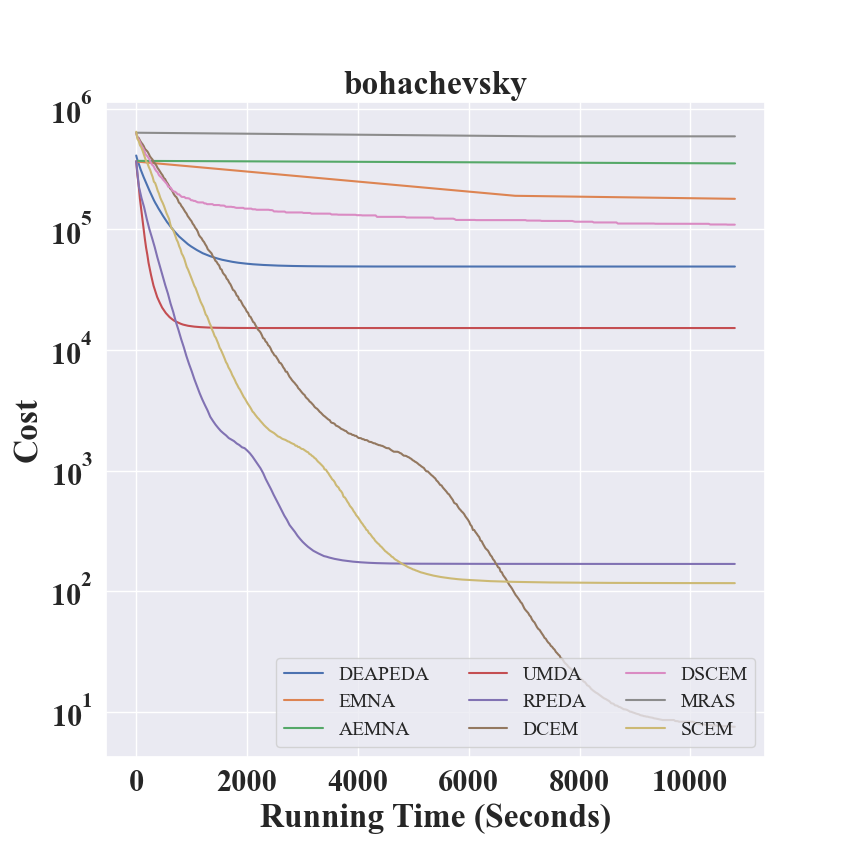 bohachevsky
10^6
10^5
10^4
10^3
10^2
10^1
Cost
DEAPEDA UMDA DSCEM
EMNA RPEDA MRAS
AEMNA DCEM SCEM
0 2000 4000 6000 8000 10000
Running Time (Seconds)